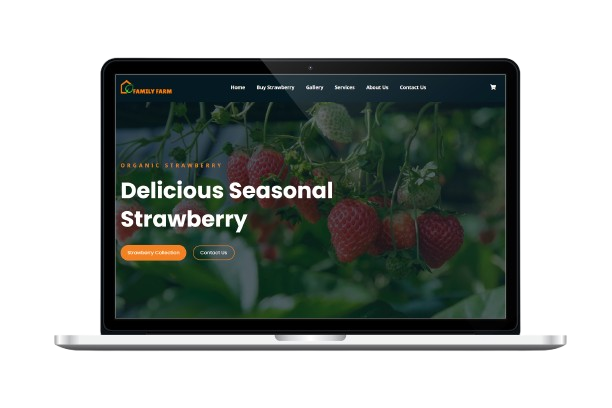 FAMILY FARM
Home Buy Strawberry Gallery Services About Us Contact Us
ORGANIC STRAWBERRY
Delicious Seasonal
Strawberry
Strawberry Collection Contact Us